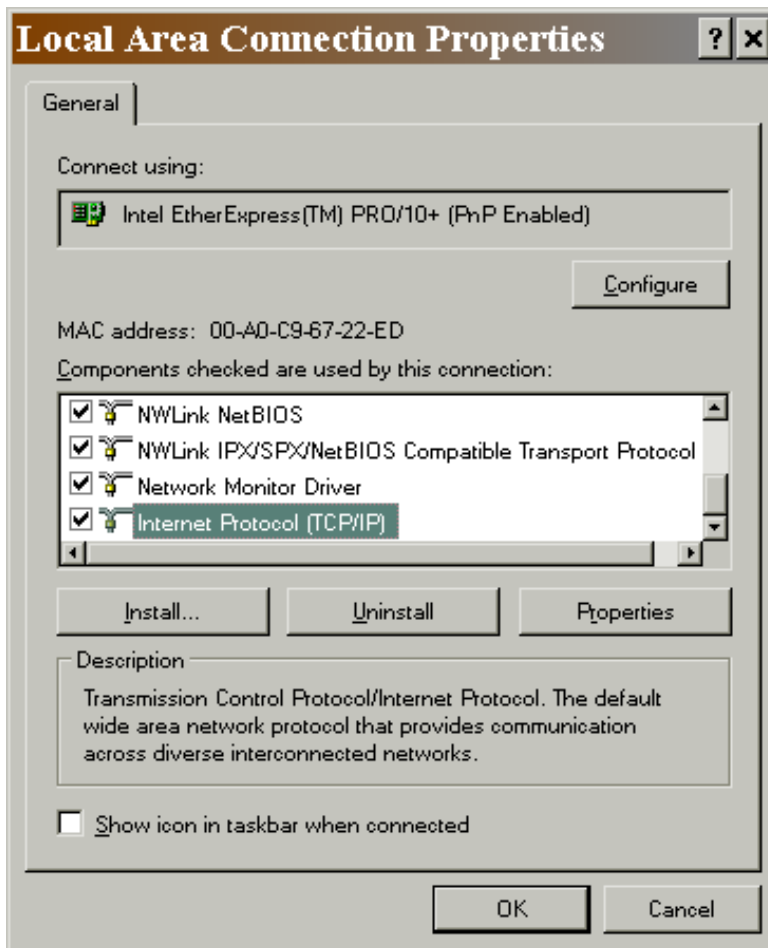 Local Area Connection Properties
General
Connect using:
Intel EtherExpress(TM) PRO/10+ (PnP Enabled)
Configure
MAC address: 00-A0-C9-67-22-ED
Components checked are used by this connection:
NWLink NetBIOS
NWLink IPX/SPX/NetBIOS Compatible Transport Protocol
Network Monitor Driver
Internet Protocol (TCP/IP)
Install... Uninstall Properties
Description
Transmission Control Protocol/Internet Protocol. The default
wide area network protocol that provides communication
across diverse interconnected networks.
Show icon in taskbar when connected
OK Cancel